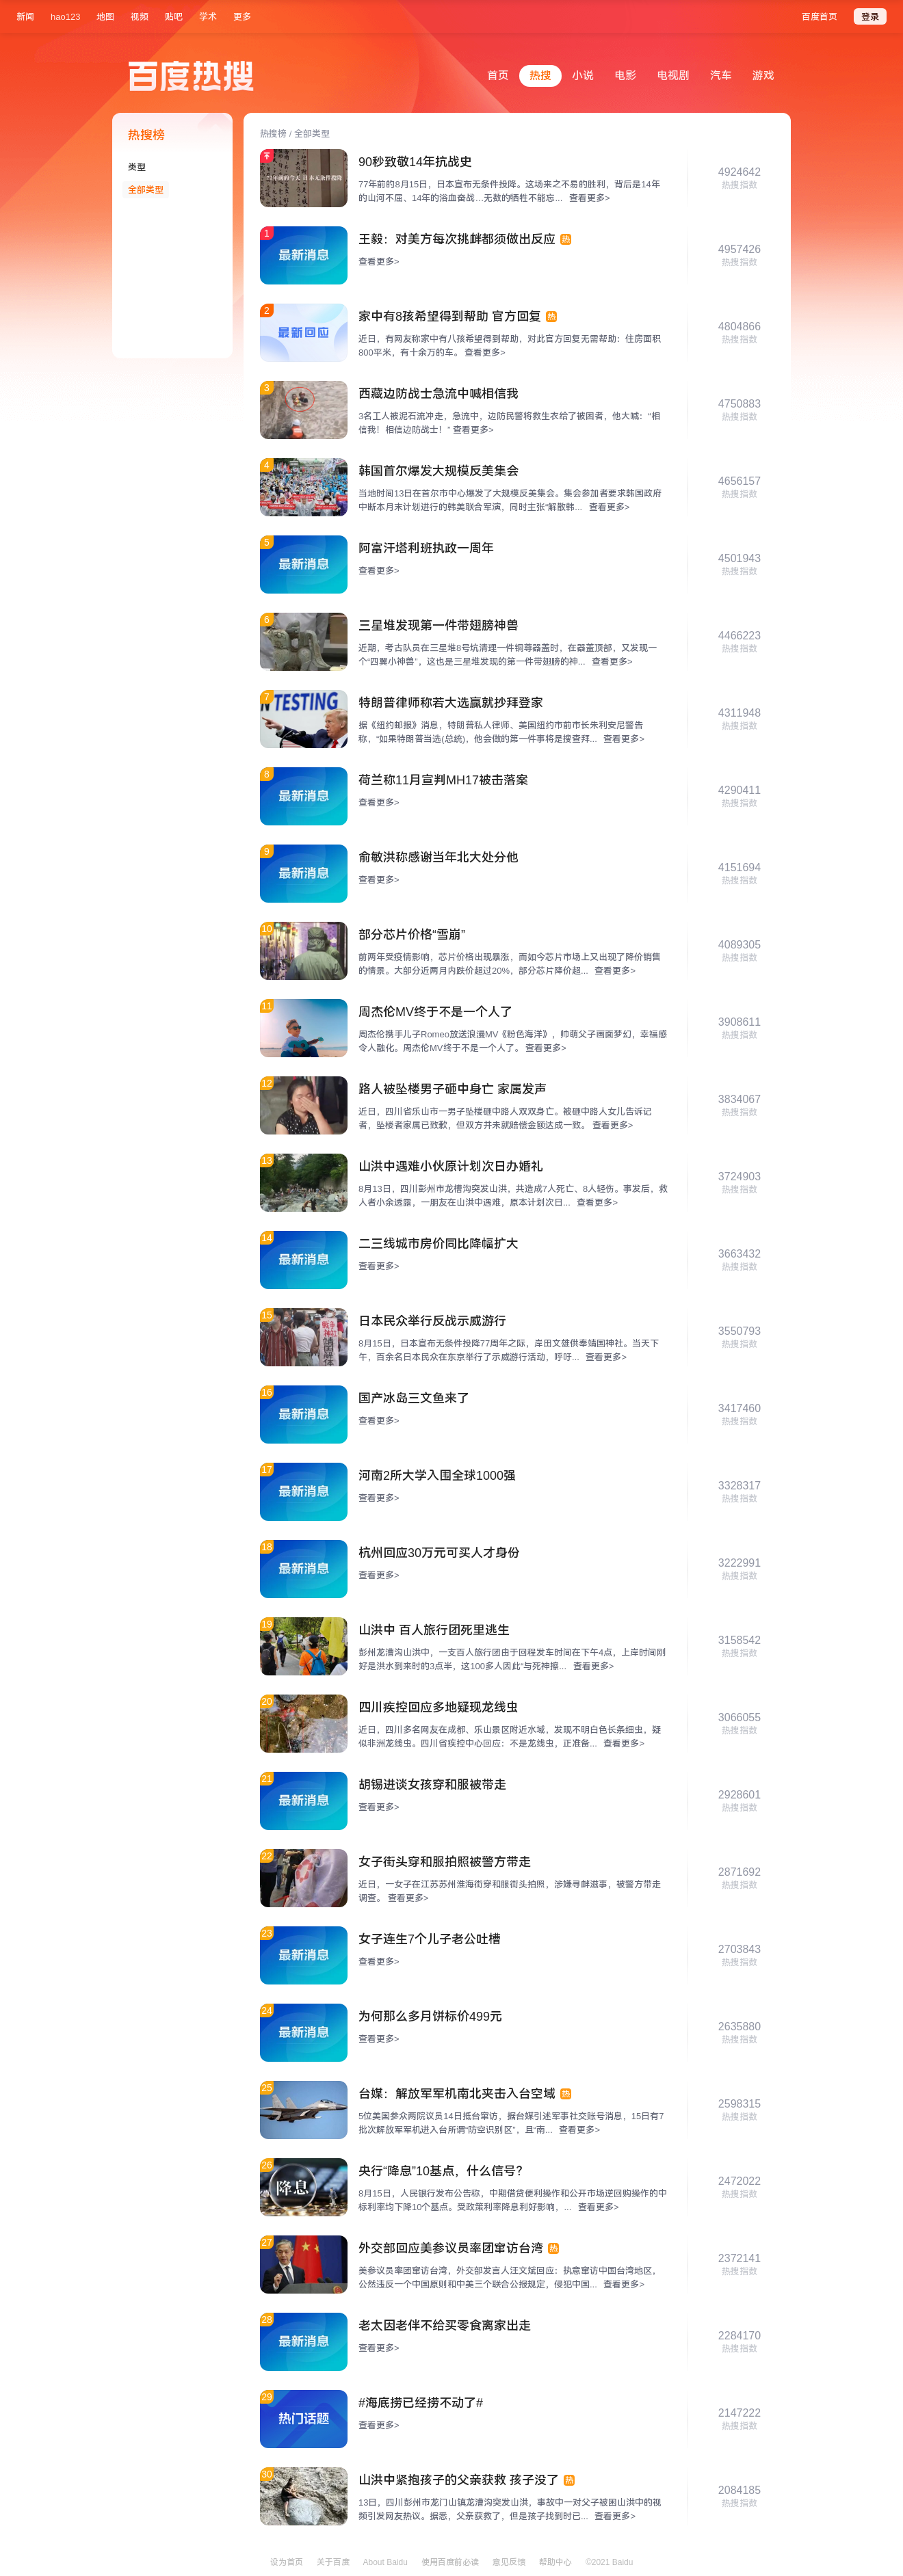 新闻 hao123 地图 视频 贴吧 学术 更多 百度首页 登录
百度热搜
首页 热搜 小说 电影 电视剧 汽车 游戏
热搜榜
类型
全部类型
热搜榜 / 全部类型
90秒致敬14年抗战史
77年前的8月15日，日本宣布无条件投降。这场来之不易的胜利，背后是14年
的山河不屈、14年的浴血奋战…无数的牺牲不能忘... 查看更多>
4924642
热搜指数
1
最新消息
王毅：对美方每次挑衅都须做出反应 热
查看更多>
4957426
热搜指数
2
最新回应
家中有8孩希望得到帮助 官方回复 热
近日，有网友称家中有八孩希望得到帮助，对此官方回复无需帮助：住房面积
800平米，有十余万的车。 查看更多>
4804866
热搜指数
3
西藏边防战士急流中喊相信我
3名工人被泥石流冲走，急流中，边防民警将救生衣给了被困者，他大喊：“相
信我！相信边防战士！” 查看更多>
4750883
热搜指数
4
韩国首尔爆发大规模反美集会
当地时间13日在首尔市中心爆发了大规模反美集会。集会参加者要求韩国政府
中断本月末计划进行的韩美联合军演，同时主张“解散韩... 查看更多>
4656157
热搜指数
5
最新消息
阿富汗塔利班执政一周年
查看更多>
4501943
热搜指数
6
三星堆发现第一件带翅膀神兽
近期，考古队员在三星堆8号坑清理一件铜尊器盖时，在器盖顶部，又发现一
个“四翼小神兽”，这也是三星堆发现的第一件带翅膀的神... 查看更多>
4466223
热搜指数
7
TESTING
特朗普律师称若大选赢就抄拜登家
据《纽约邮报》消息，特朗普私人律师、美国纽约市前市长朱利安尼警告
称，“如果特朗普当选(总统)，他会做的第一件事将是搜查拜... 查看更多>
4311948
热搜指数
8
最新消息
荷兰称11月宣判MH17被击落案
查看更多>
4290411
热搜指数
9
最新消息
俞敏洪称感谢当年北大处分他
查看更多>
4151694
热搜指数
10
部分芯片价格“雪崩”
前两年受疫情影响，芯片价格出现暴涨，而如今芯片市场上又出现了降价销售
的情景。大部分近两月内跌价超过20%，部分芯片降价超... 查看更多>
4089305
热搜指数
11
周杰伦MV终于不是一个人了
周杰伦携手儿子Romeo放送浪漫MV《粉色海洋》，帅萌父子画面梦幻，幸福感
令人融化。周杰伦MV终于不是一个人了。 查看更多>
3908611
热搜指数
12
路人被坠楼男子砸中身亡 家属发声
近日，四川省乐山市一男子坠楼砸中路人双双身亡。被砸中路人女儿告诉记
者，坠楼者家属已致歉，但双方并未就赔偿金额达成一致。 查看更多>
3834067
热搜指数
13
山洪中遇难小伙原计划次日办婚礼
8月13日，四川彭州市龙槽沟突发山洪，共造成7人死亡、8人轻伤。事发后，救
人者小余透露，一朋友在山洪中遇难，原本计划次日... 查看更多>
3724903
热搜指数
14
最新消息
二三线城市房价同比降幅扩大
查看更多>
3663432
热搜指数
15
日本民众举行反战示威游行
8月15日，日本宣布无条件投降77周年之际，岸田文雄供奉靖国神社。当天下
午，百余名日本民众在东京举行了示威游行活动，呼吁... 查看更多>
3550793
热搜指数
16
最新消息
国产冰岛三文鱼来了
查看更多>
3417460
热搜指数
17
最新消息
河南2所大学入围全球1000强
查看更多>
3328317
热搜指数
18
最新消息
杭州回应30万元可买人才身份
查看更多>
3222991
热搜指数
19
山洪中 百人旅行团死里逃生
彭州龙漕沟山洪中，一支百人旅行团由于回程发车时间在下午4点，上岸时间刚
好是洪水到来时的3点半，这100多人因此“与死神擦... 查看更多>
3158542
热搜指数
20
四川疾控回应多地疑现龙线虫
近日，四川多名网友在成都、乐山景区附近水域，发现不明白色长条细虫，疑
似非洲龙线虫。四川省疾控中心回应：不是龙线虫，正准备... 查看更多>
3066055
热搜指数
21
最新消息
胡锡进谈女孩穿和服被带走
查看更多>
2928601
热搜指数
22
女子街头穿和服拍照被警方带走
近日，一女子在江苏苏州淮海街穿和服街头拍照，涉嫌寻衅滋事，被警方带走
调查。 查看更多>
2871692
热搜指数
23
最新消息
女子连生7个儿子老公吐槽
查看更多>
2703843
热搜指数
24
最新消息
为何那么多月饼标价499元
查看更多>
2635880
热搜指数
25
台媒：解放军军机南北夹击入台空域 热
5位美国参众两院议员14日抵台窜访，据台媒引述军事社交账号消息，15日有7
批次解放军军机进入台所谓“防空识别区”，且“南... 查看更多>
2598315
热搜指数
26
降息
央行“降息”10基点，什么信号？
8月15日，人民银行发布公告称，中期借贷便利操作和公开市场逆回购操作的中
标利率均下降10个基点。受政策利率降息利好影响，... 查看更多>
2472022
热搜指数
27
外交部回应美参议员率团窜访台湾 热
美参议员率团窜访台湾，外交部发言人汪文斌回应：执意窜访中国台湾地区，
公然违反一个中国原则和中美三个联合公报规定，侵犯中国... 查看更多>
2372141
热搜指数
28
最新消息
老太因老伴不给买零食离家出走
查看更多>
2284170
热搜指数
29
热门话题
#海底捞已经捞不动了#
查看更多>
2147222
热搜指数
30
山洪中紧抱孩子的父亲获救 孩子没了 热
13日，四川彭州市龙门山镇龙漕沟突发山洪，事故中一对父子被困山洪中的视
频引发网友热议。据悉，父亲获救了，但是孩子找到时已... 查看更多>
2084185
热搜指数
设为首页 关于百度 About Baidu 使用百度前必读 意见反馈 帮助中心 ©2021 Baidu